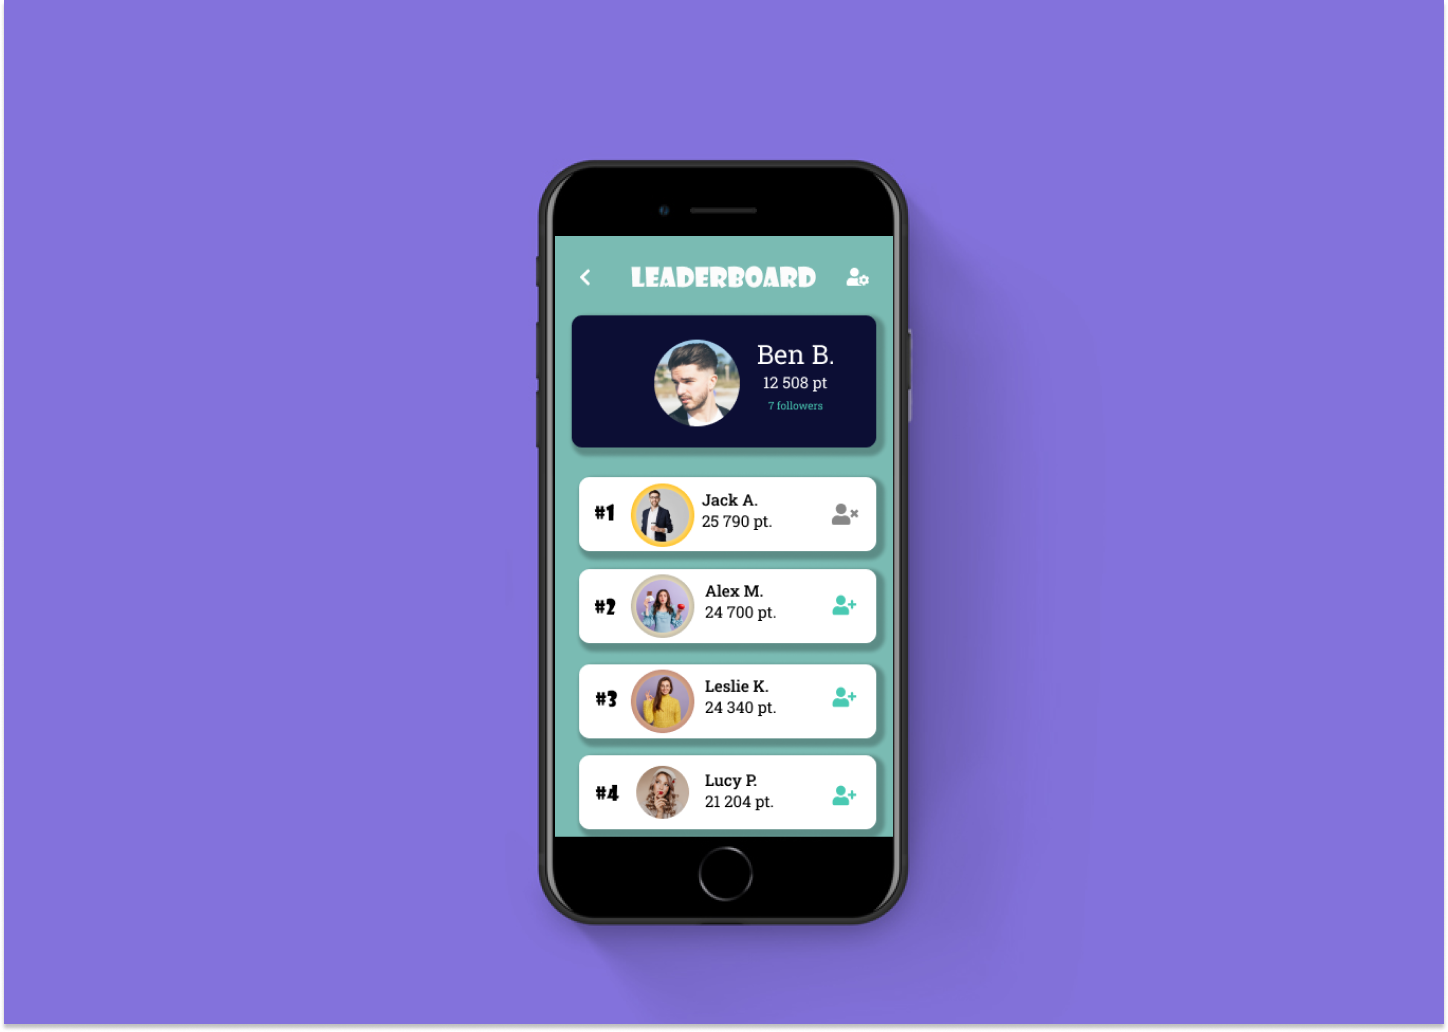 LEADERBOARD
Ben B.
12 508 pt
7 followers
#1
Jack A.
25 790 pt.
#2
Alex M.
24 700 pt.
#3
Leslie K.
24 340 pt.
#4
Lucy P.
21 204 pt.